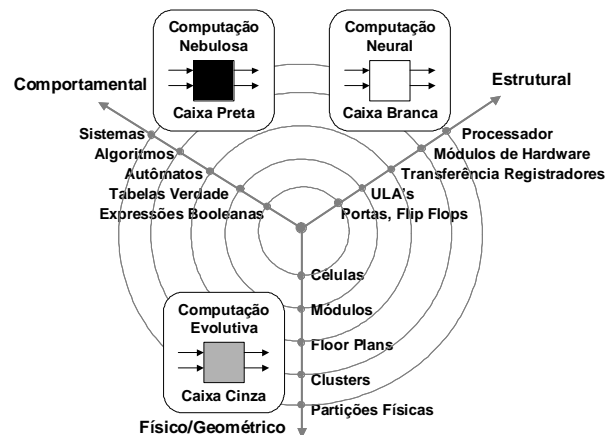 Computação
Nebulosa
Caixa Preta
Computação
Neural
Caixa Branca
Comportamental
Estrutural
Sistemas
Algoritmos
Autômatos
Tabelas Verdade
Expressões Booleanas
Processador
Módulos de Hardware
Transferência Registradores
ULA's
Portas, Flip Flops
Células
Módulos
Floor Plans
Clusters
Partições Físicas
Computação
Evolutiva
Caixa Cinza
Físico/Geométrico